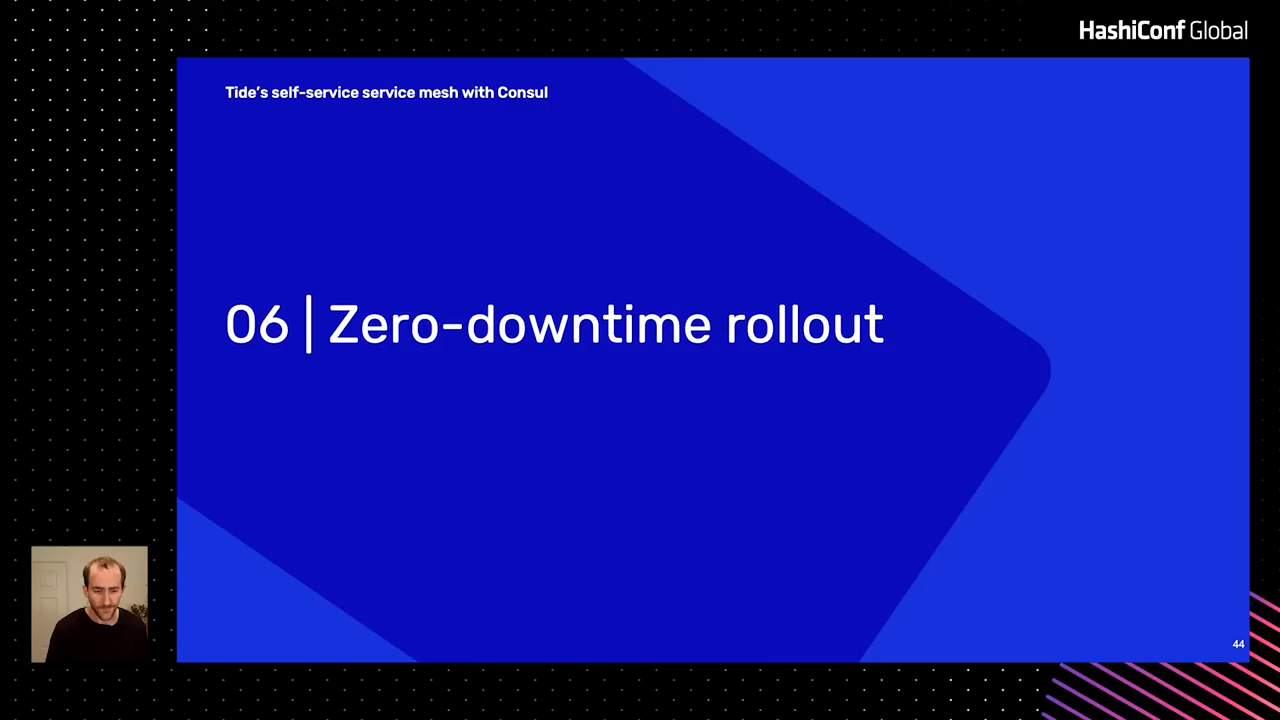 HashiConf Global
Tide’s self-service service mesh with Consul
06 | Zero-downtime rollout
44